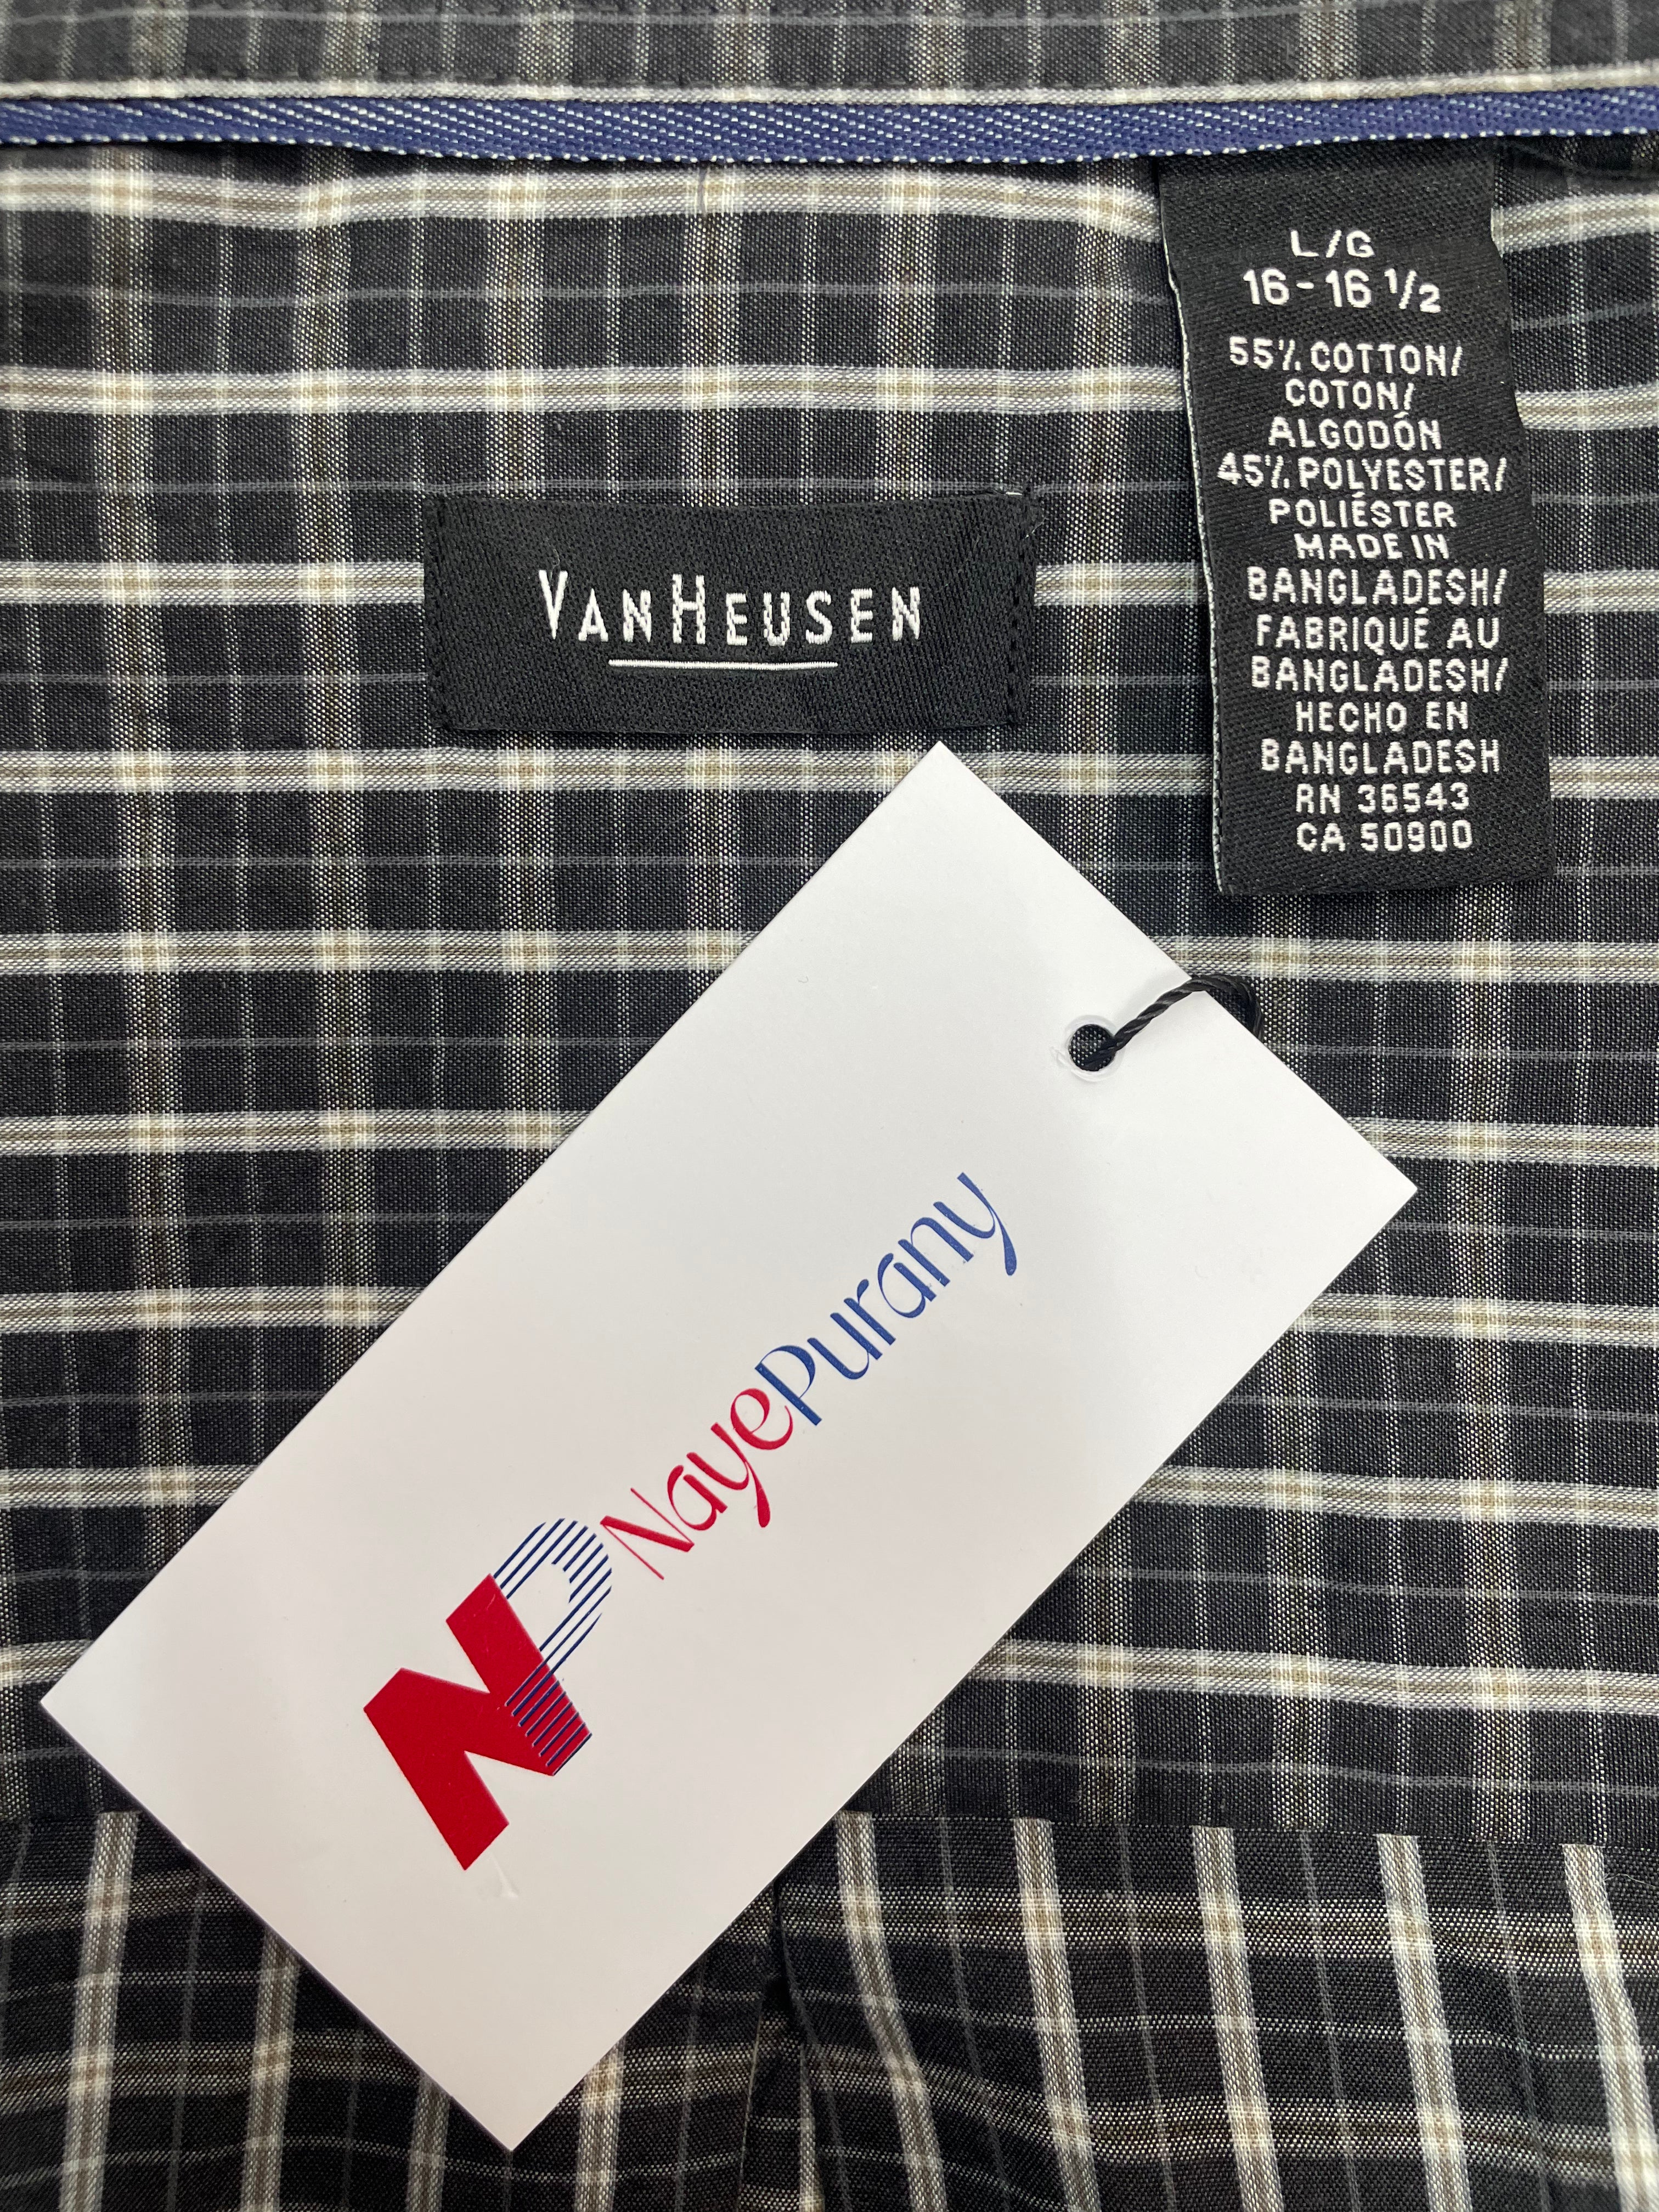 VANHEUSEN
L/G
16-16 1/2
55% COTTON/
COTON/
ALGODÓN
45% POLYESTER/
POLIÉSTER
MADE IN
BANGLADESH/
FABRIQUÉ AU
BANGLADESH/
HECHO EN
BANGLADESH
RN 36543
CA 50900
NayePurany
NP